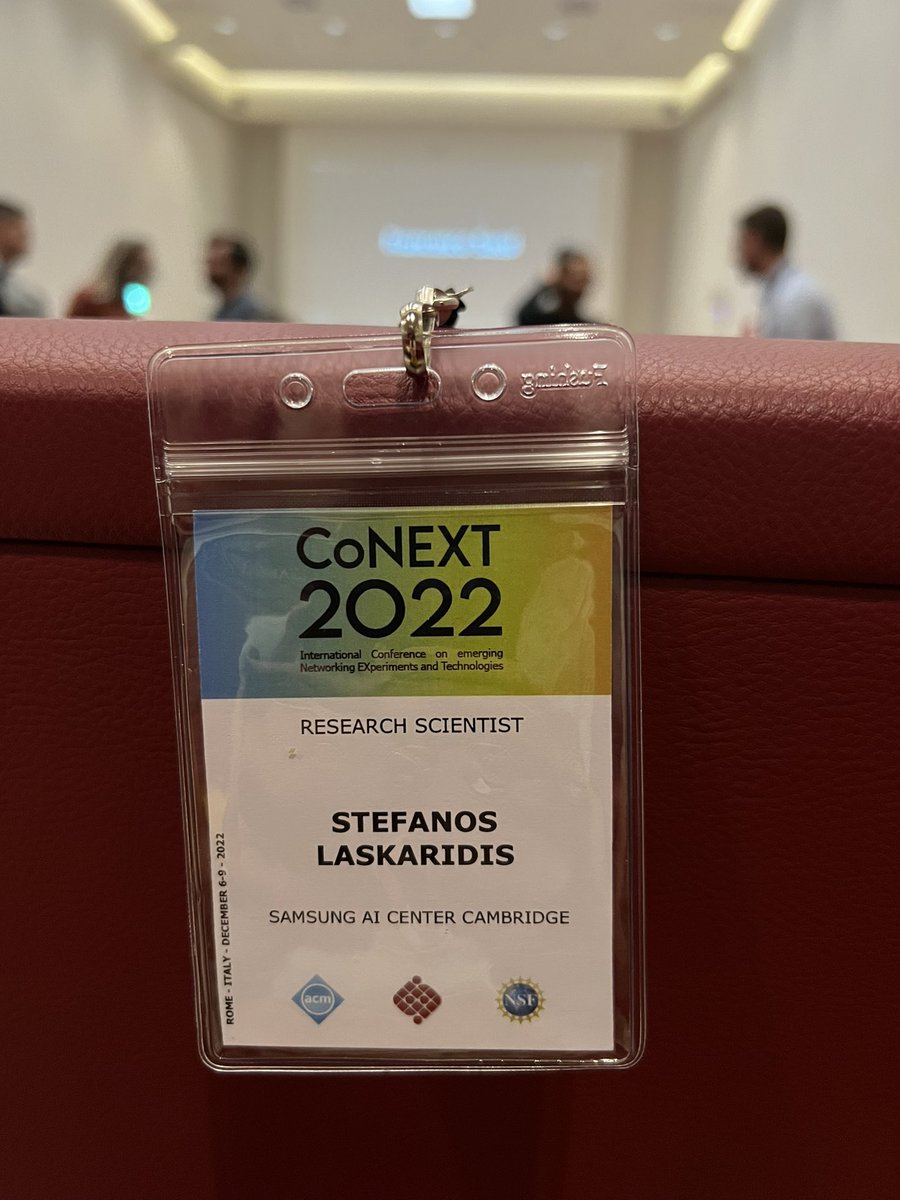 CoNEXT
2022
International Conference on emerging
Networking EXperiments and Technologies
RESEARCH SCIENTIST
STEFANOS
LASKARIDIS
SAMSUNG AI CENTER CAMBRIDGE
ROME - ITALY - DECEMBER 6-9 - 2022
acm
NSF